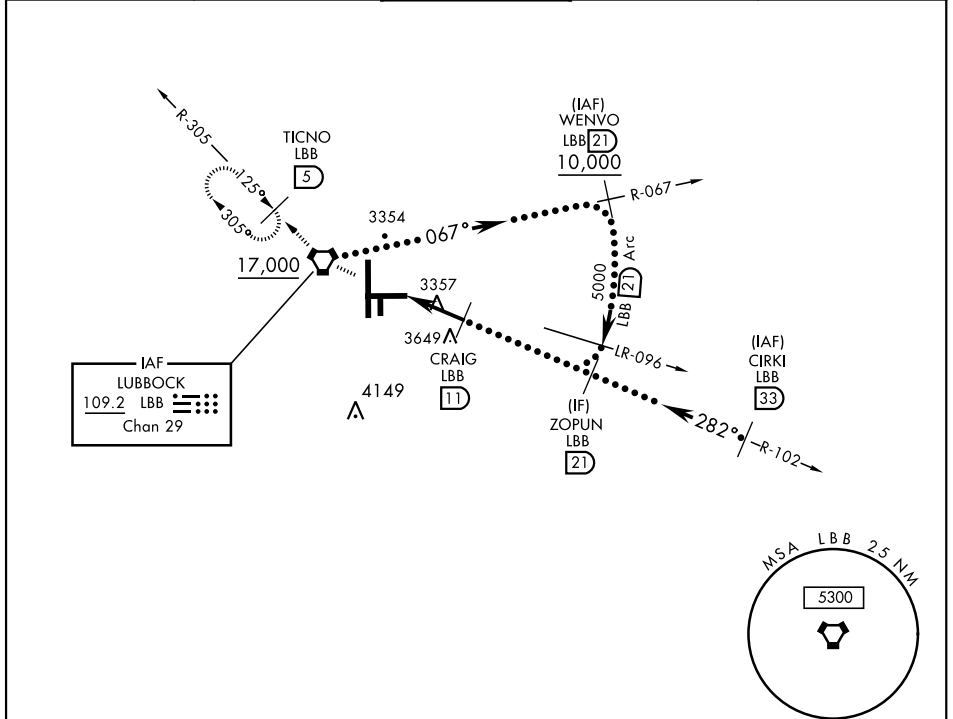 R-305
TICNO
LBB
5
125°
305°
(IAF)
WENVO
LBB 21
10,000
R-067
3354
067°
17,000
5000
LBB 21 Arc
3357
3649
CRAIG
LBB
11
LR-096
(IAF)
CIRKI
LBB
33
IAF
LUBBOCK
109.2 LBB
Chan 29
4149
(IF)
ZOPUN
LBB
21
282°
R-102
MSA LBB 25 NM
5300